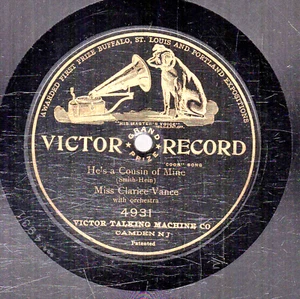 AWARDED FIRST PRIZE BUFFALO, ST. LOUIS AND PORTLAND EXPOSITIONS
"HIS MASTER'S VOICE"
GRAND
VICTOR RECORD
PRIZE
"COON" SONG
He's a Cousin of Mine
(Smith-Hein)
Miss Clarice Vance
with orchestra
4931
VICTOR TALKING MACHINE CO
CAMDEN N.J.
Patented